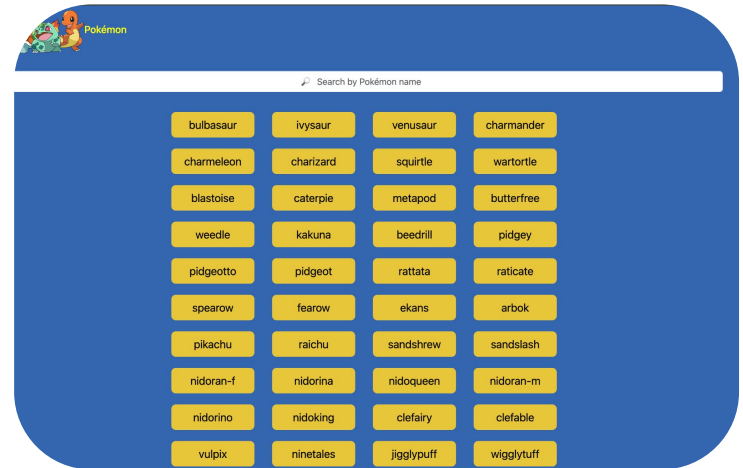 Pokémon
Search by Pokémon name
bulbasaur ivysaur venusaur charmander
charmeleon charizard squirtle wartortle
blastoise caterpie metapod butterfree
weedle kakuna beedrill pidgey
pidgeotto pidgeot rattata raticate
spearow fearow ekans arbok
pikachu raichu sandshrew sandslash
nidoran-f nidorina nidoqueen nidoran-m
nidorino nidoking clefairy clefable
vulpix ninetales jigglypuff wigglytuff